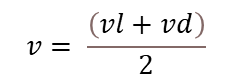 v = (vl + vd) / 2